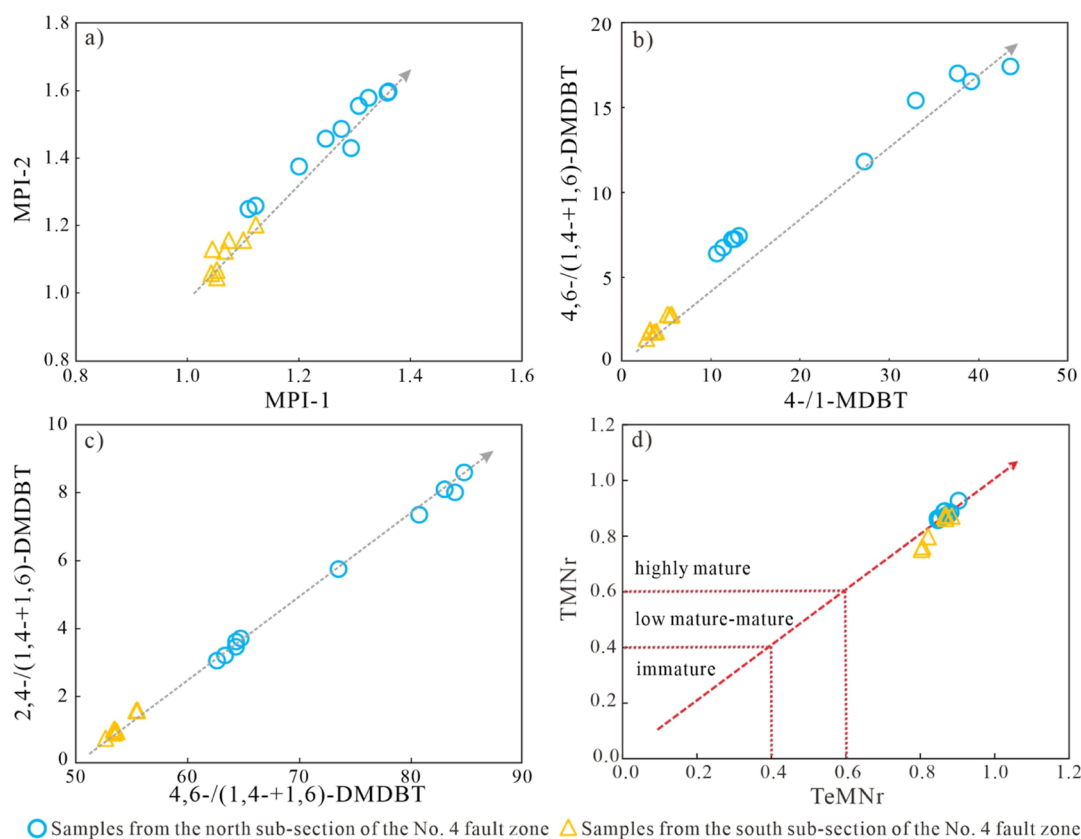 a)
1.8
1.6
1.4
1.2
1.0
0.8
MPI-2
0.8 1.0 1.2 1.4 1.6
MPI-1
b)
20
15
10
5
0
4,6-/(1,4-+1,6)-DMDBT
0 10 20 30 40 50
4-/1-MDBT
c)
10
8
6
4
2
0
2,4-/(1,4-+1,6)-DMDBT
50 60 70 80 90
4,6-/(1,4-+1,6)-DMDBT
d)
1.2
1.0
0.8
0.6
0.4
0.2
0.0
TMNr
highly mature
low mature-mature
immature
0.0 0.2 0.4 0.6 0.8 1.0 1.2
TeMNr
Samples from the north sub-section of the No. 4 fault zone
Samples from the south sub-section of the No. 4 fault zone